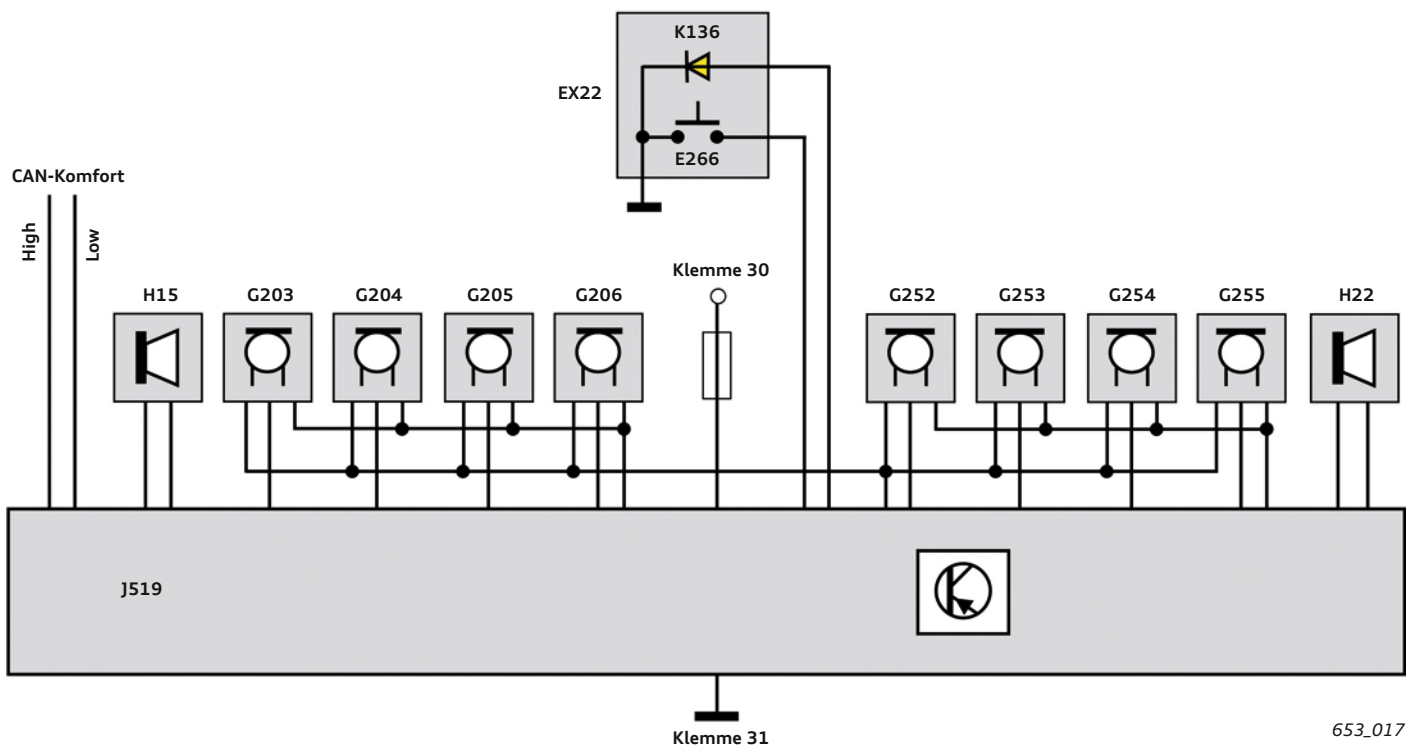 K136
EX22
E266
CAN-Komfort
High
Low
Klemme 30
H15
G203
G204
G205
G206
G252
G253
G254
G255
H22
J519
Klemme 31
653_017